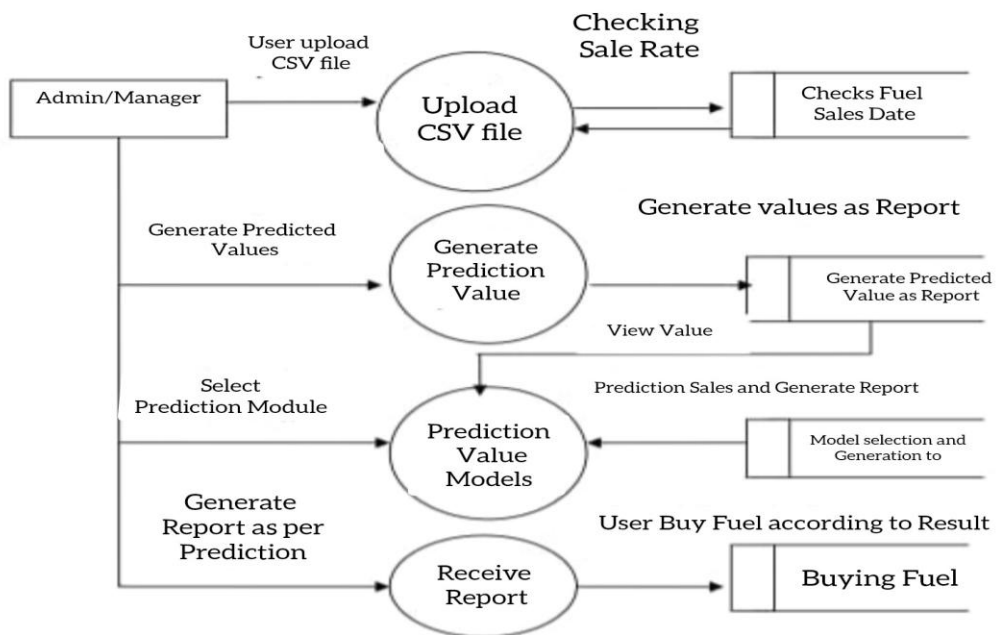 User upload
CSV file
Checking
Sale Rate
Admin/Manager
Upload
CSV file
Checks Fuel
Sales Date
Generate Predicted
Values
Generate
Prediction
Value
Generate values as Report
Generate Predicted
Value as Report
View Value
Select
Prediction Module
Prediction
Value
Models
Prediction Sales and Generate Report
Model selection and
Generation to
Generate
Report as per
Prediction
Receive
Report
User Buy Fuel according to Result
Buying Fuel